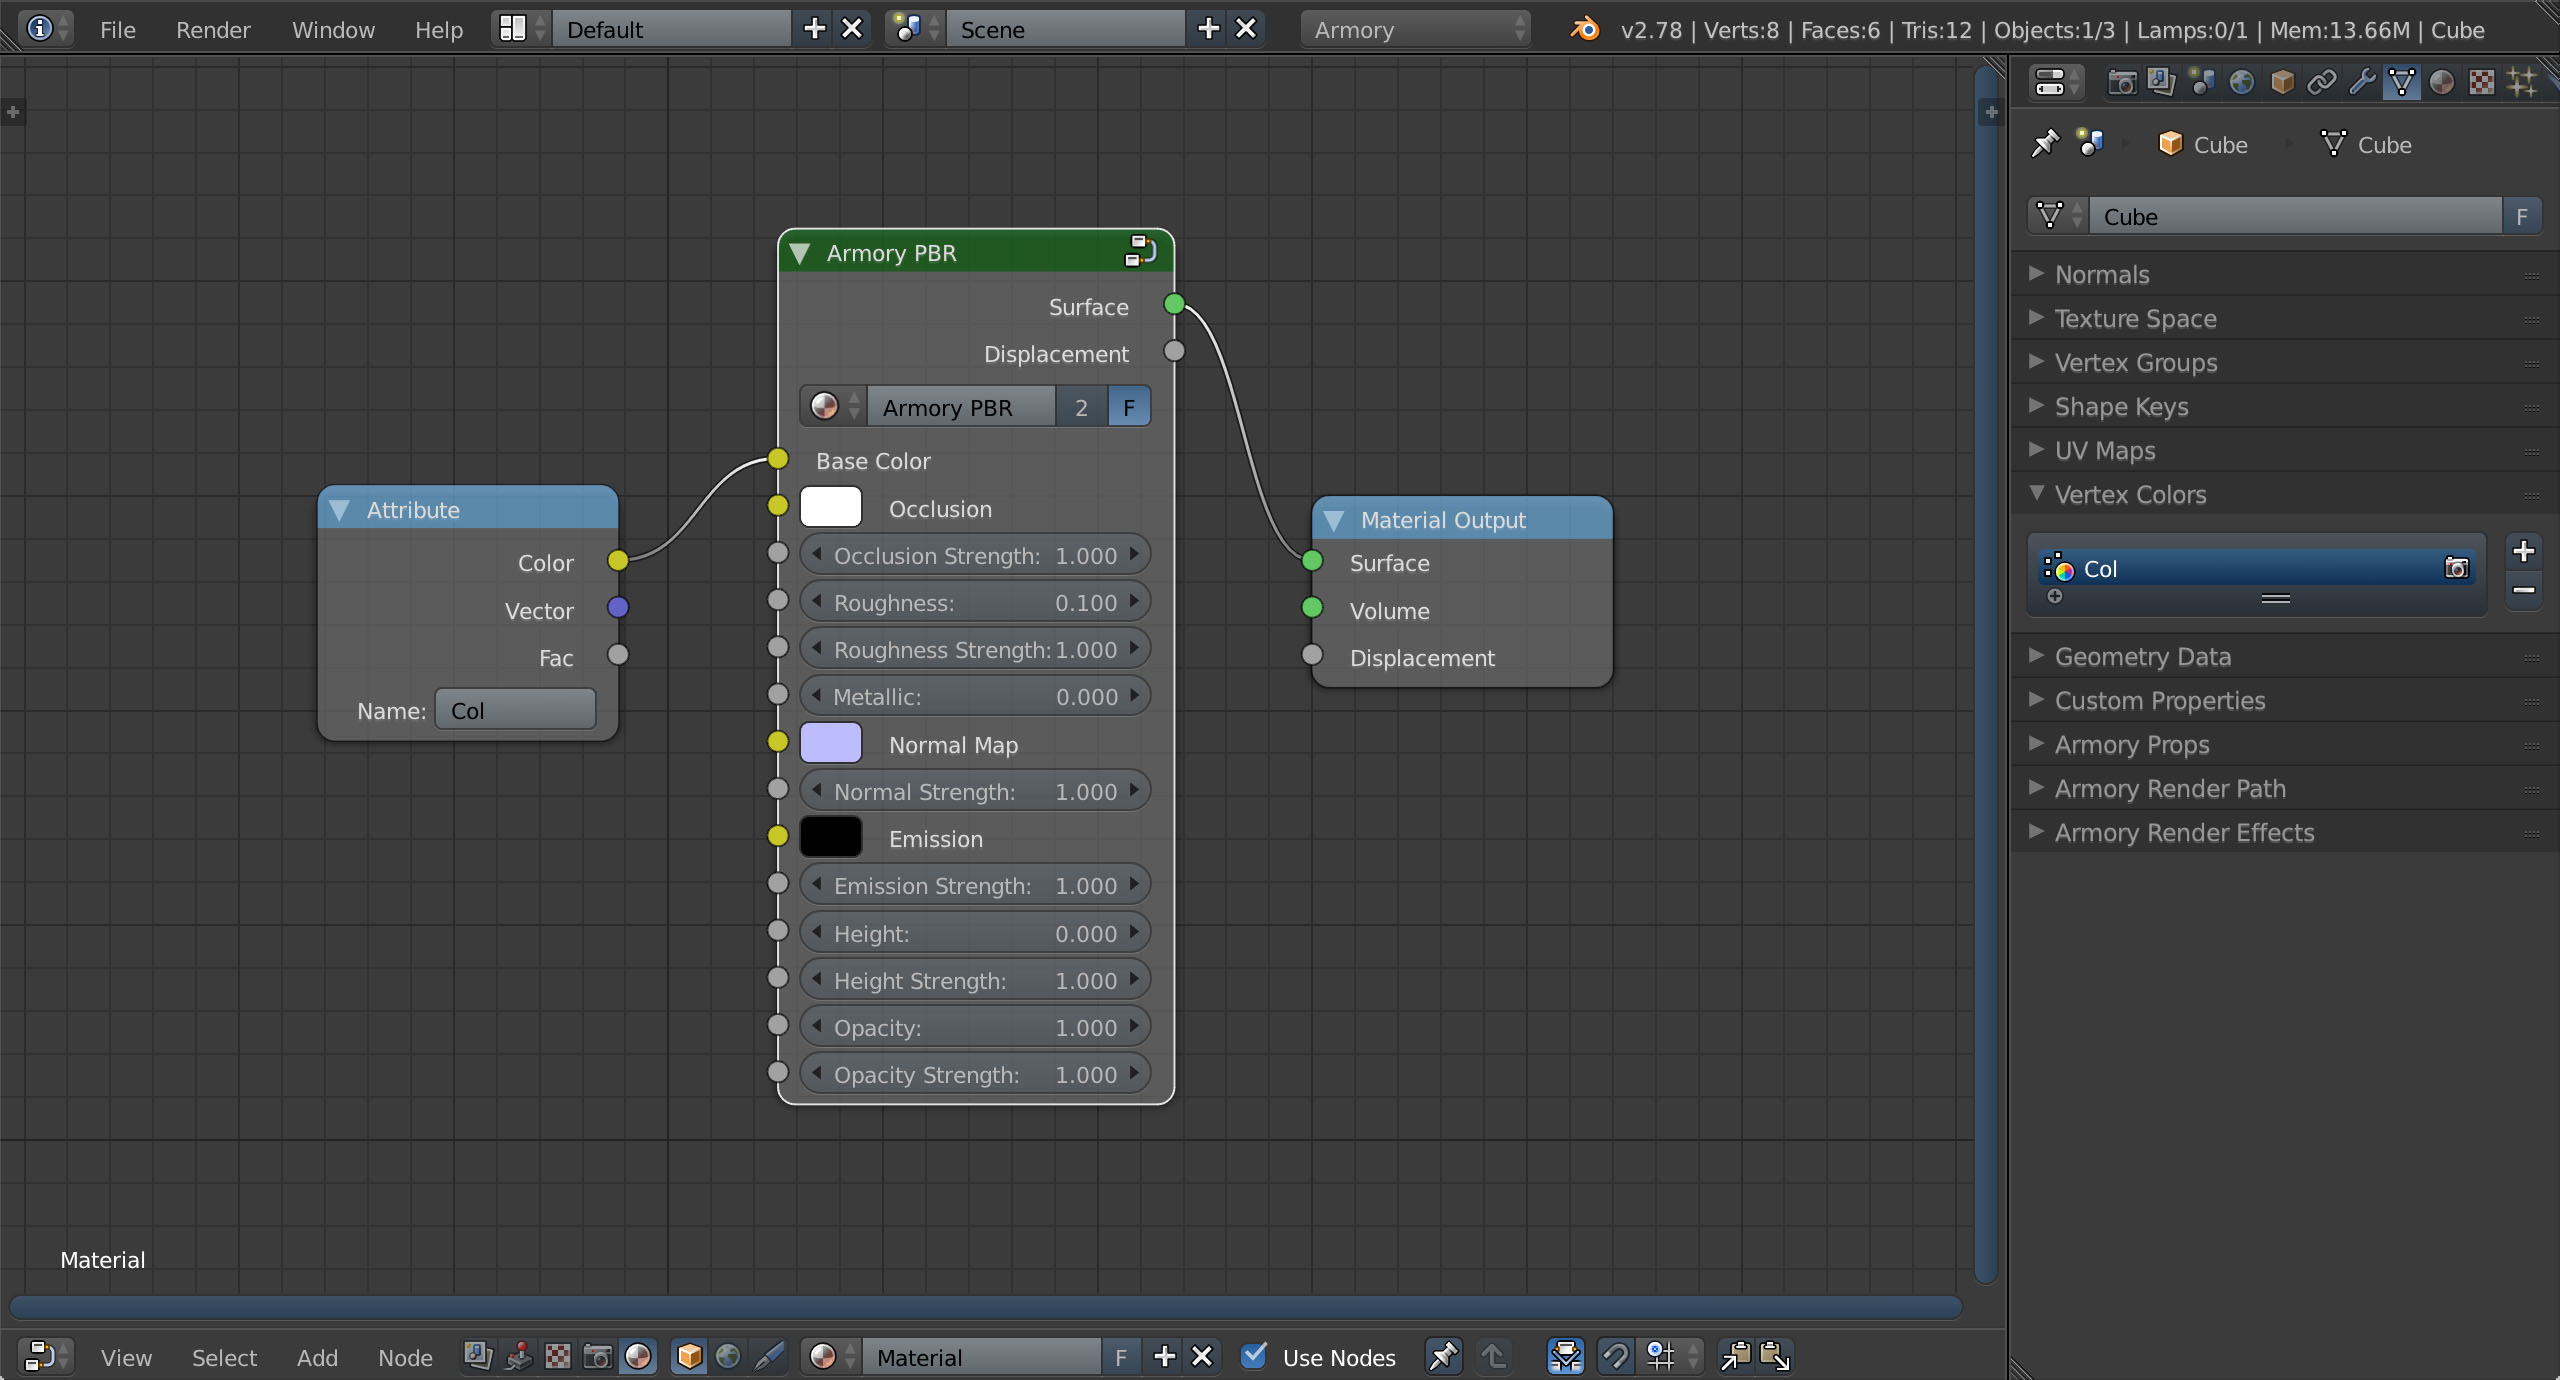 File Render Window Help Default Scene Armory v2.78 | Verts:8 | Faces:6 | Tris:12 | Objects:1/3 | Lamps:0/1 | Mem:13.66M | Cube
Cube Cube
Cube F
Normals
Texture Space
Vertex Groups
Shape Keys
UV Maps
Vertex Colors
Col
Geometry Data
Custom Properties
Armory Props
Armory Render Path
Armory Render Effects
Attribute
Color
Vector
Fac
Name: Col
Armory PBR
Surface
Displacement
Armory PBR 2 F
Base Color
Occlusion
Occlusion Strength: 1.000
Roughness: 0.100
Roughness Strength: 1.000
Metallic: 0.000
Normal Map
Normal Strength: 1.000
Emission
Emission Strength: 1.000
Height: 0.000
Height Strength: 1.000
Opacity: 1.000
Opacity Strength: 1.000
Material Output
Surface
Volume
Displacement
Material
View Select Add Node Material F Use Nodes